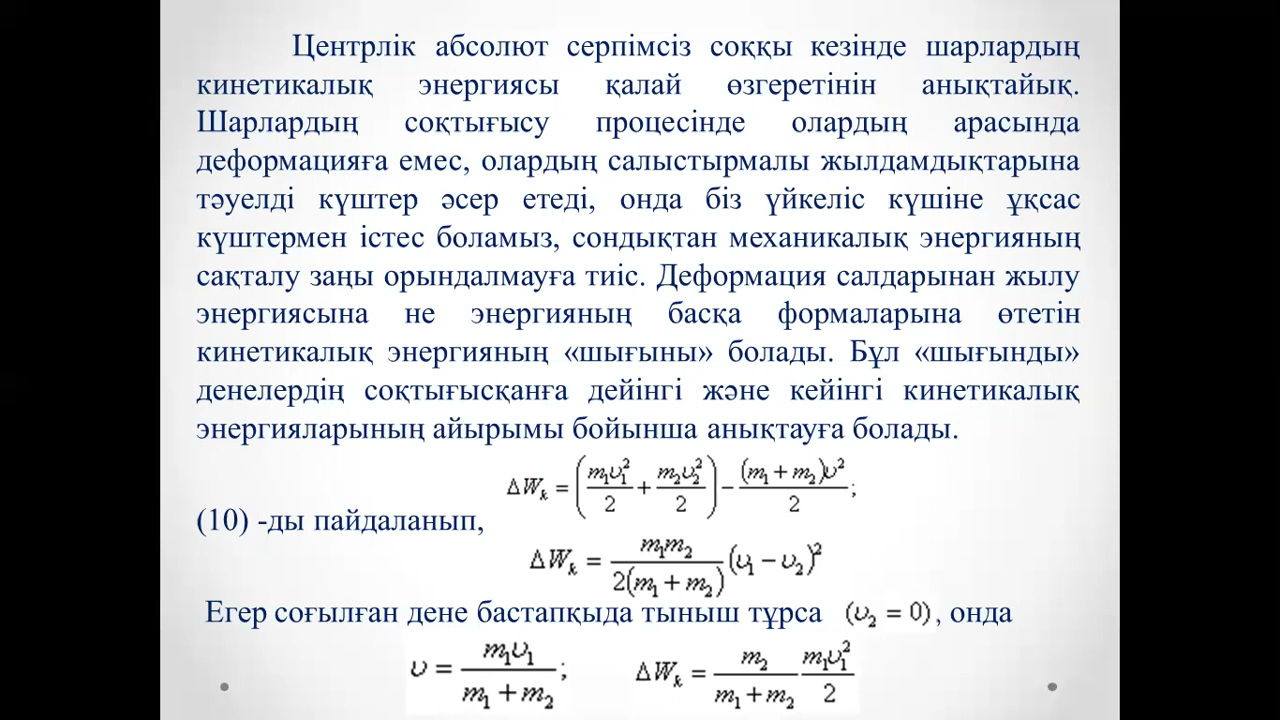 Центрлік абсолют серпімсіз соққы кезінде шарлардың
кинетикалық энергиясы қалай өзгеретінін анықтайық.
Шарлардың соқтығысу процесінде олардың арасында
деформацияға емес, олардың салыстырмалы жылдамдықтарына
тәуелді күштер әсер етеді, онда біз үйкеліс күшіне ұқсас
күштермен істес боламыз, сондықтан механикалық энергияның
сақталу заңы орындалмауға тиіс. Деформация салдарынан жылу
энергиясына не энергияның басқа формаларына өтетін
кинетикалық энергияның «шығыны» болады. Бұл «шығынды»
денелердің соқтығысқанға дейінгі және кейінгі кинетикалық
энергияларының айырымы бойынша анықтауға болады.
ΔW_k = (m₁υ₁²/2 + m₂υ₂²/2) − (m₁ + m₂)υ²/2;
(10) -ды пайдаланып,
ΔW_k = m₁m₂/2(m₁ + m₂) (υ₁ − υ₂)²
Егер соғылған дене бастапқыда тыныш тұрса (υ₂ = 0), онда
υ = m₁υ₁/(m₁ + m₂); ΔW_k = m₂/(m₁ + m₂) m₁υ₁²/2